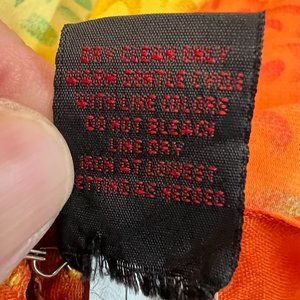 DRY CLEAN ONLY
WARM GENTLE CYCLE
WITH LIKE COLORS
DO NOT BLEACH
LINE DRY
IRON AT LOWEST
SETTING AS NEEDED